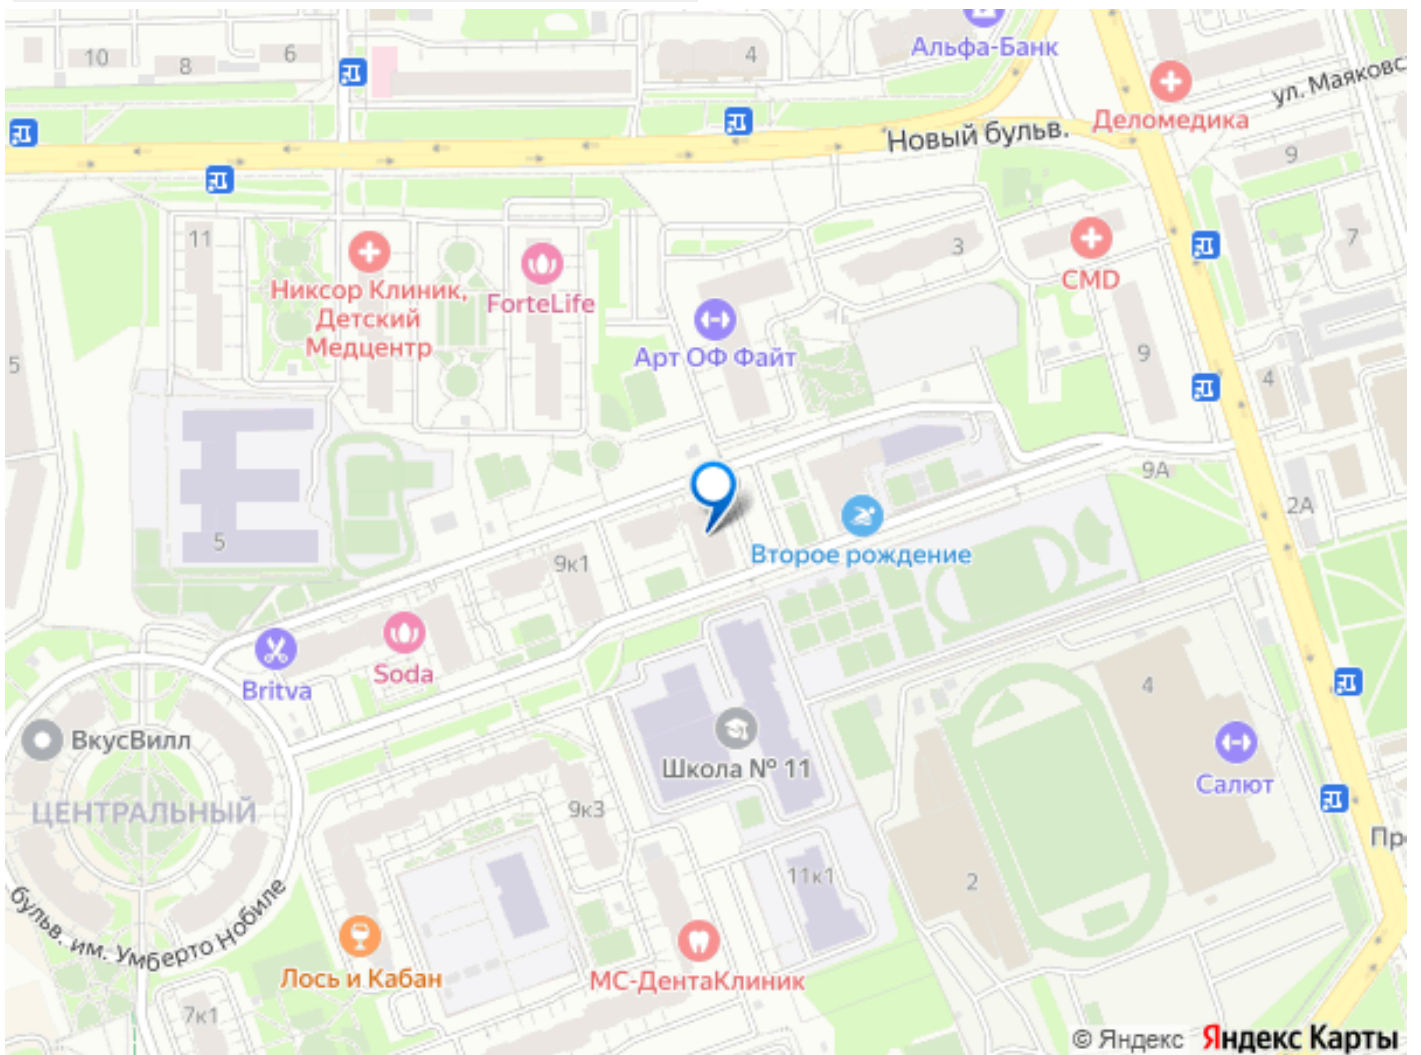 Альфа-Банк
10
8
6
4
ул. Маяковс
Деломедика
Новый бульв.
9
11
3
7
CMD
Никсор Клиник,
Детский
Медцентр
ForteLife
Арт ОФ Файт
5
9
4
9А
2А
5
9к1
Второе рождение
Britva
Soda
4
ВкусВилл
Школа № 11
Салют
ЦЕНТРАЛЬНЫЙ
9к3
Пр
11к1
2
бульв. им. Умберто Нобиле
Лось и Кабан
МС-ДентаКлиник
7к1
© Яндекс Яндекс Карты